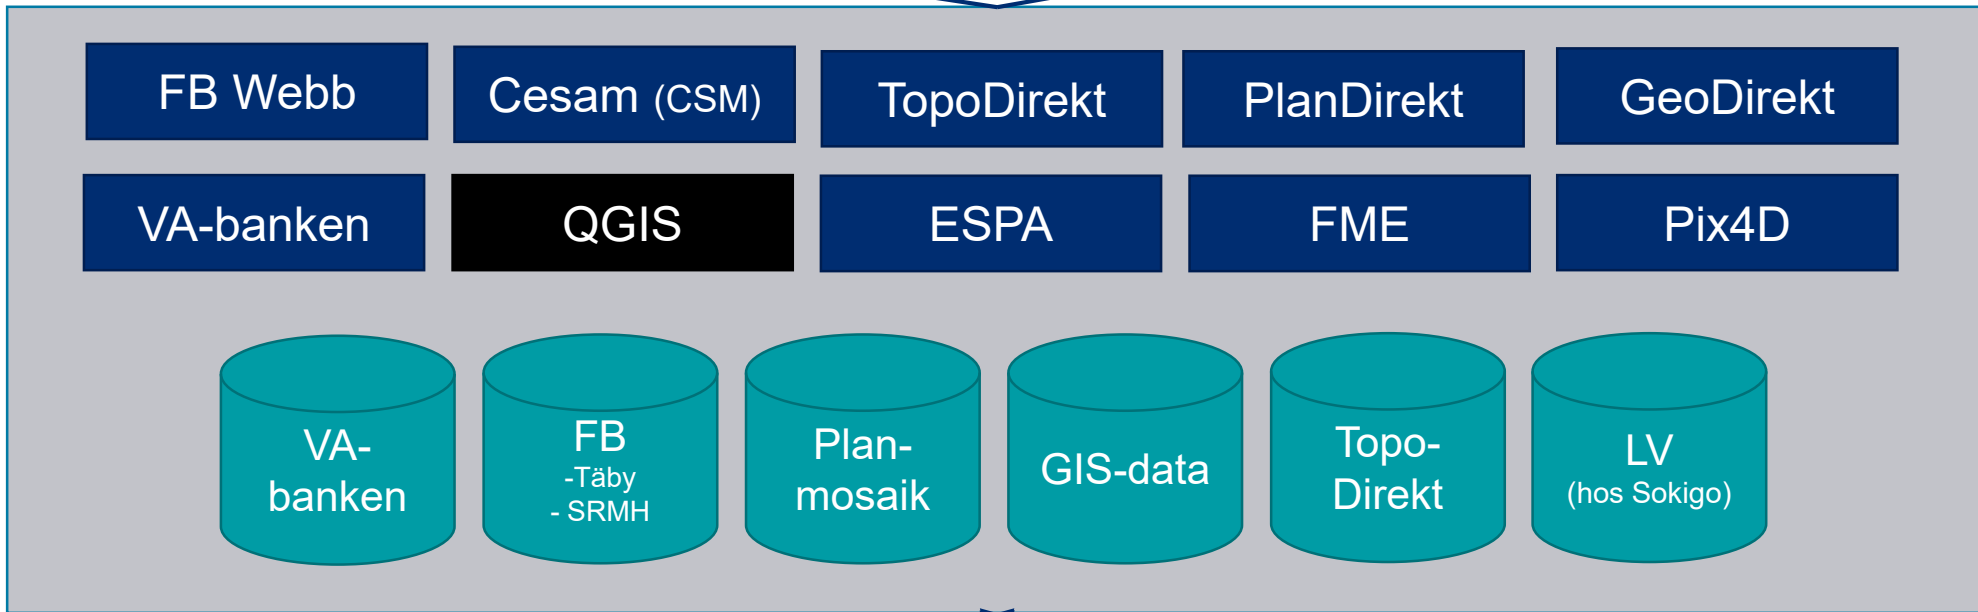 FB Webb
Cesam (CSM)
TopoDirekt
PlanDirekt
GeoDirekt
VA-banken
QGIS
ESPA
FME
Pix4D
VA-
banken
FB
-Täby
- SRMH
Plan-
mosaik
GIS-data
Topo-
Direkt
LV
(hos Sokigo)